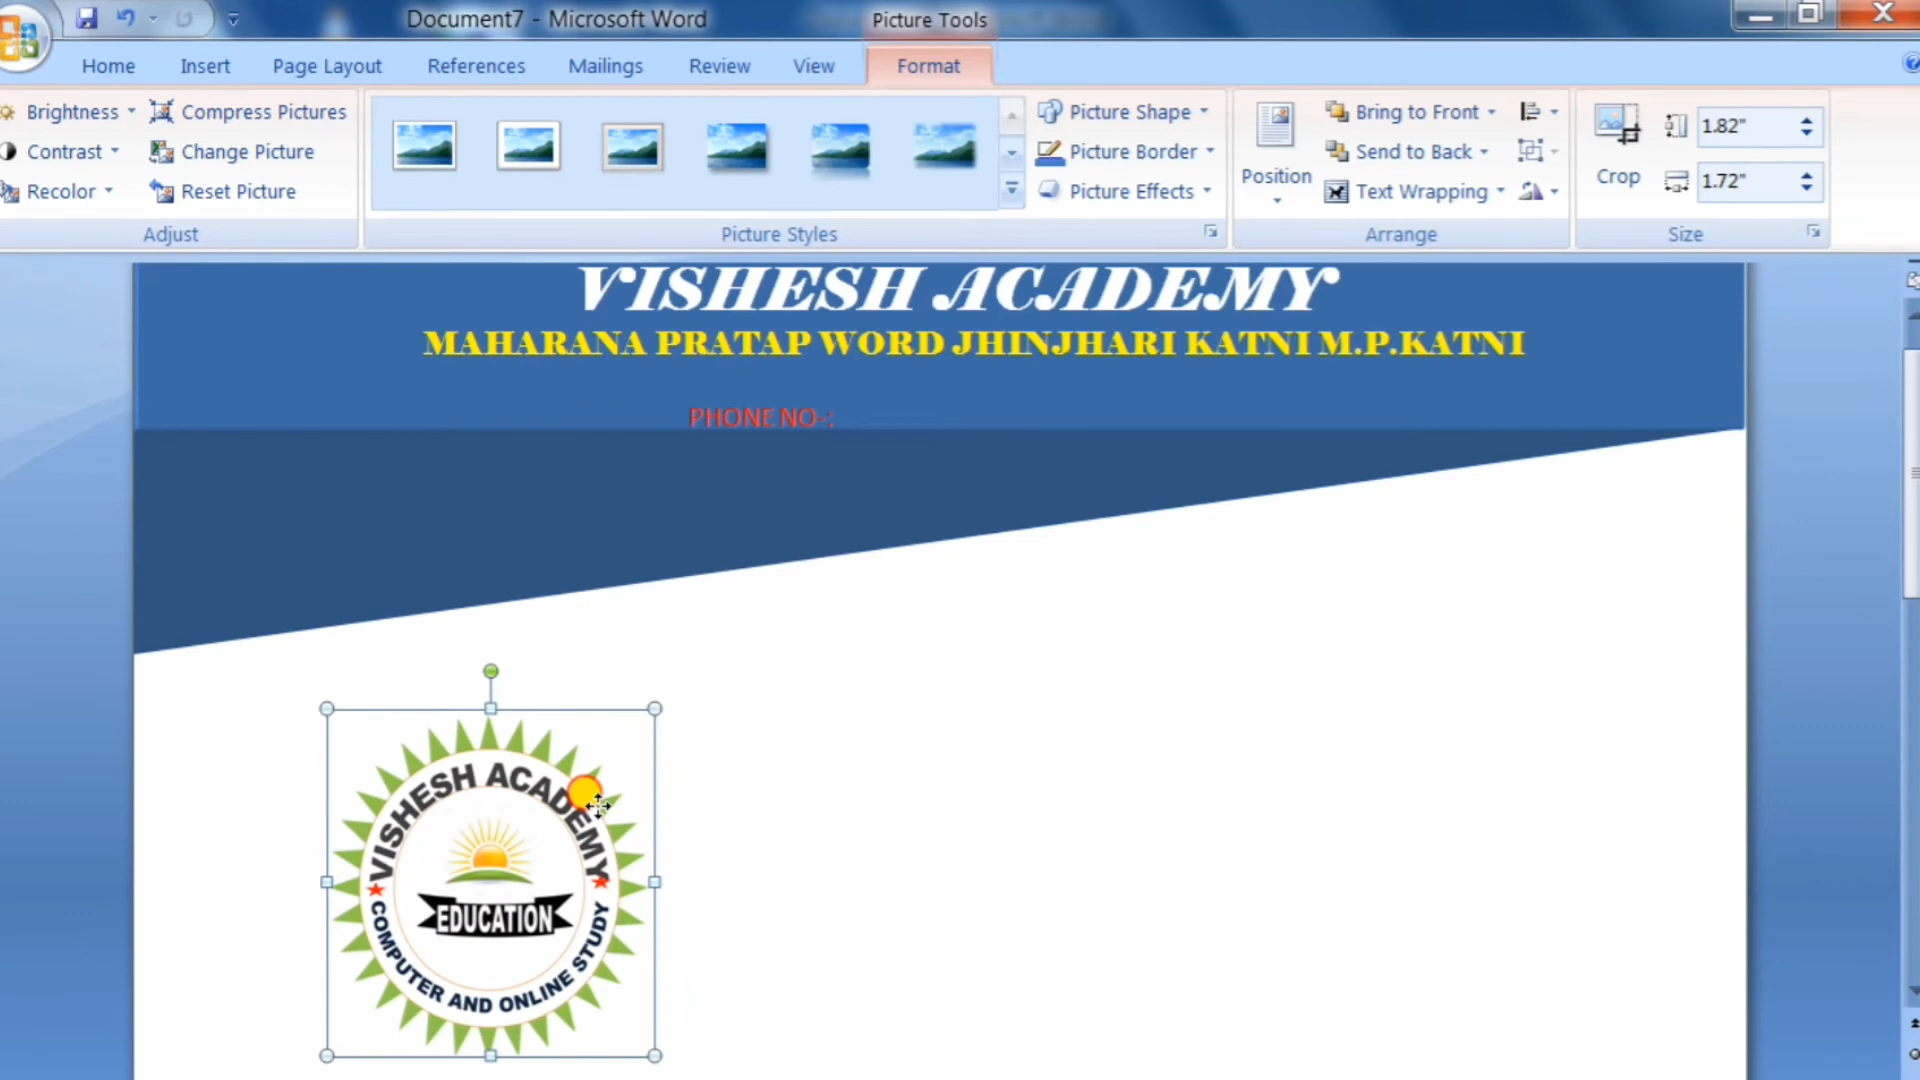 Document7 - Microsoft Word
Picture Tools
Home
Insert
Page Layout
References
Mailings
Review
View
Format
Brightness
Compress Pictures
Contrast
Change Picture
Recolor
Reset Picture
Adjust
Picture Shape
Picture Border
Picture Effects
Picture Styles
Position
Bring to Front
Send to Back
Text Wrapping
Arrange
Crop
1.82"
1.72"
Size
VISHESH ACADEMY
MAHARANA PRATAP WORD JHINJHARI KATNI M.P.KATNI
PHONE NO-:
VISHESH ACADEMY
EDUCATION
COMPUTER AND ONLINE STUDY